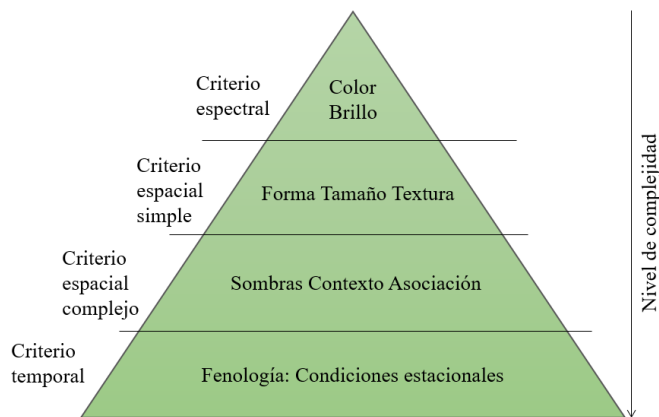 Criterio
espectral
Color
Brillo
Criterio
espacial
simple
Forma Tamaño Textura
Criterio
espacial
complejo
Sombras Contexto Asociación
Criterio
temporal
Fenología: Condiciones estacionales
Nivel de complejidad